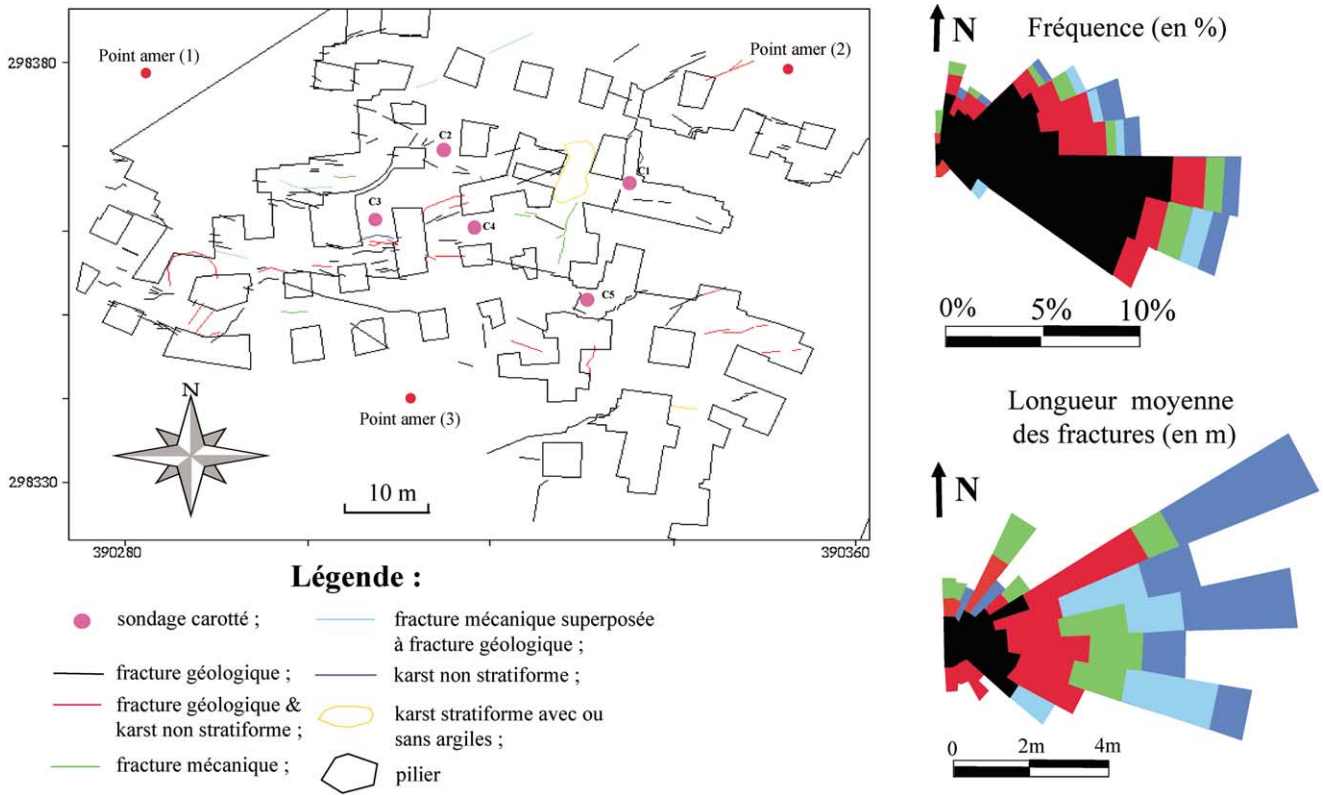 Point amer (1)
Point amer (2)
298380
C2
C1
C3
C4
C5
Point amer (3)
N
298330
10 m
390280
390360
Légende :
sondage carotté ;
fracture géologique ;
fracture géologique &
karst non stratiforme ;
fracture mécanique ;
fracture mécanique superposée
à fracture géologique ;
karst non stratiforme ;
karst stratiforme avec ou
sans argiles ;
pilier
N
Fréquence (en %)
0%
5%
10%
Longueur moyenne
des fractures (en m)
N
0
2m
4m